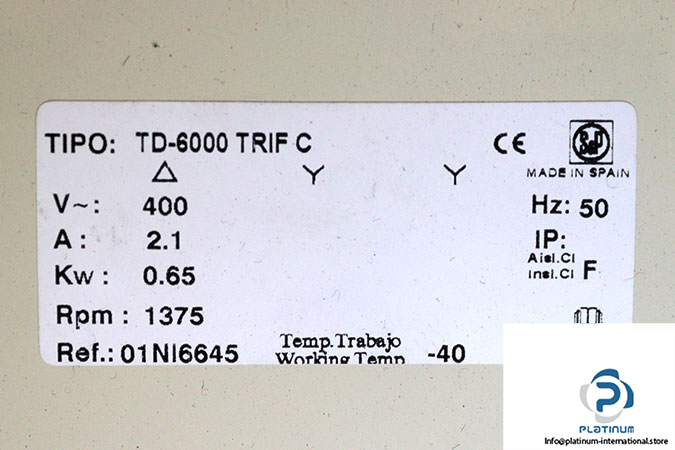 TIPO: TD-6000 TRIF C CE S&P
MADE IN SPAIN
△ Y Y
V~: 400 Hz: 50
A: 2.1 IP:
Aisl.Cl
Insl.Cl F
Kw : 0.65
Rpm : 1375
Ref.: 01NI6645 Temp.Trabajo
Working Temp -40
PLATINUM
Info@platinum-international.store